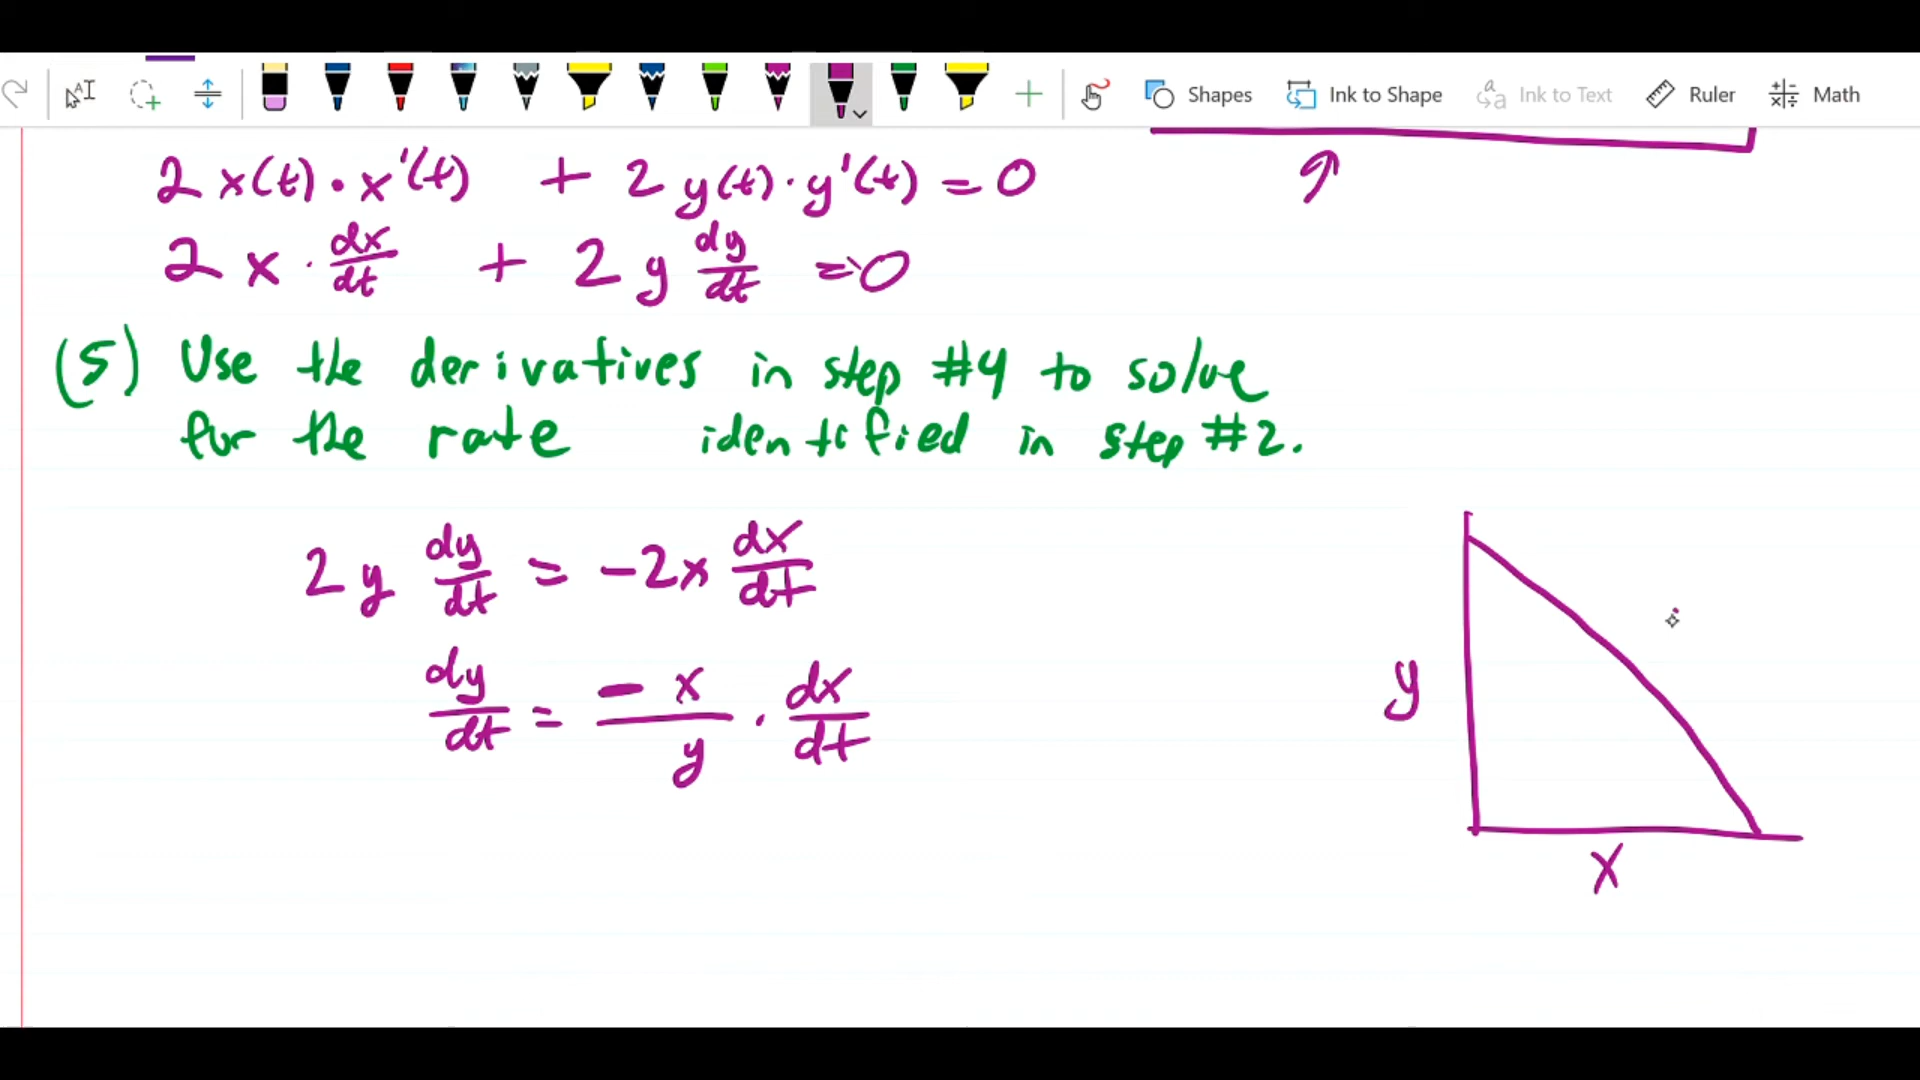 Shapes Ink to Shape Ink to Text Ruler Math
2x(t)·x'(t) + 2y(t)·y'(t) = 0
2x · dx/dt + 2y dy/dt = 0
(5) Use the derivatives in step #4 to solve
for the rate identified in step #2.
2y dy/dt = -2x dx/dt
dy/dt = -x/y · dx/dt
y
x